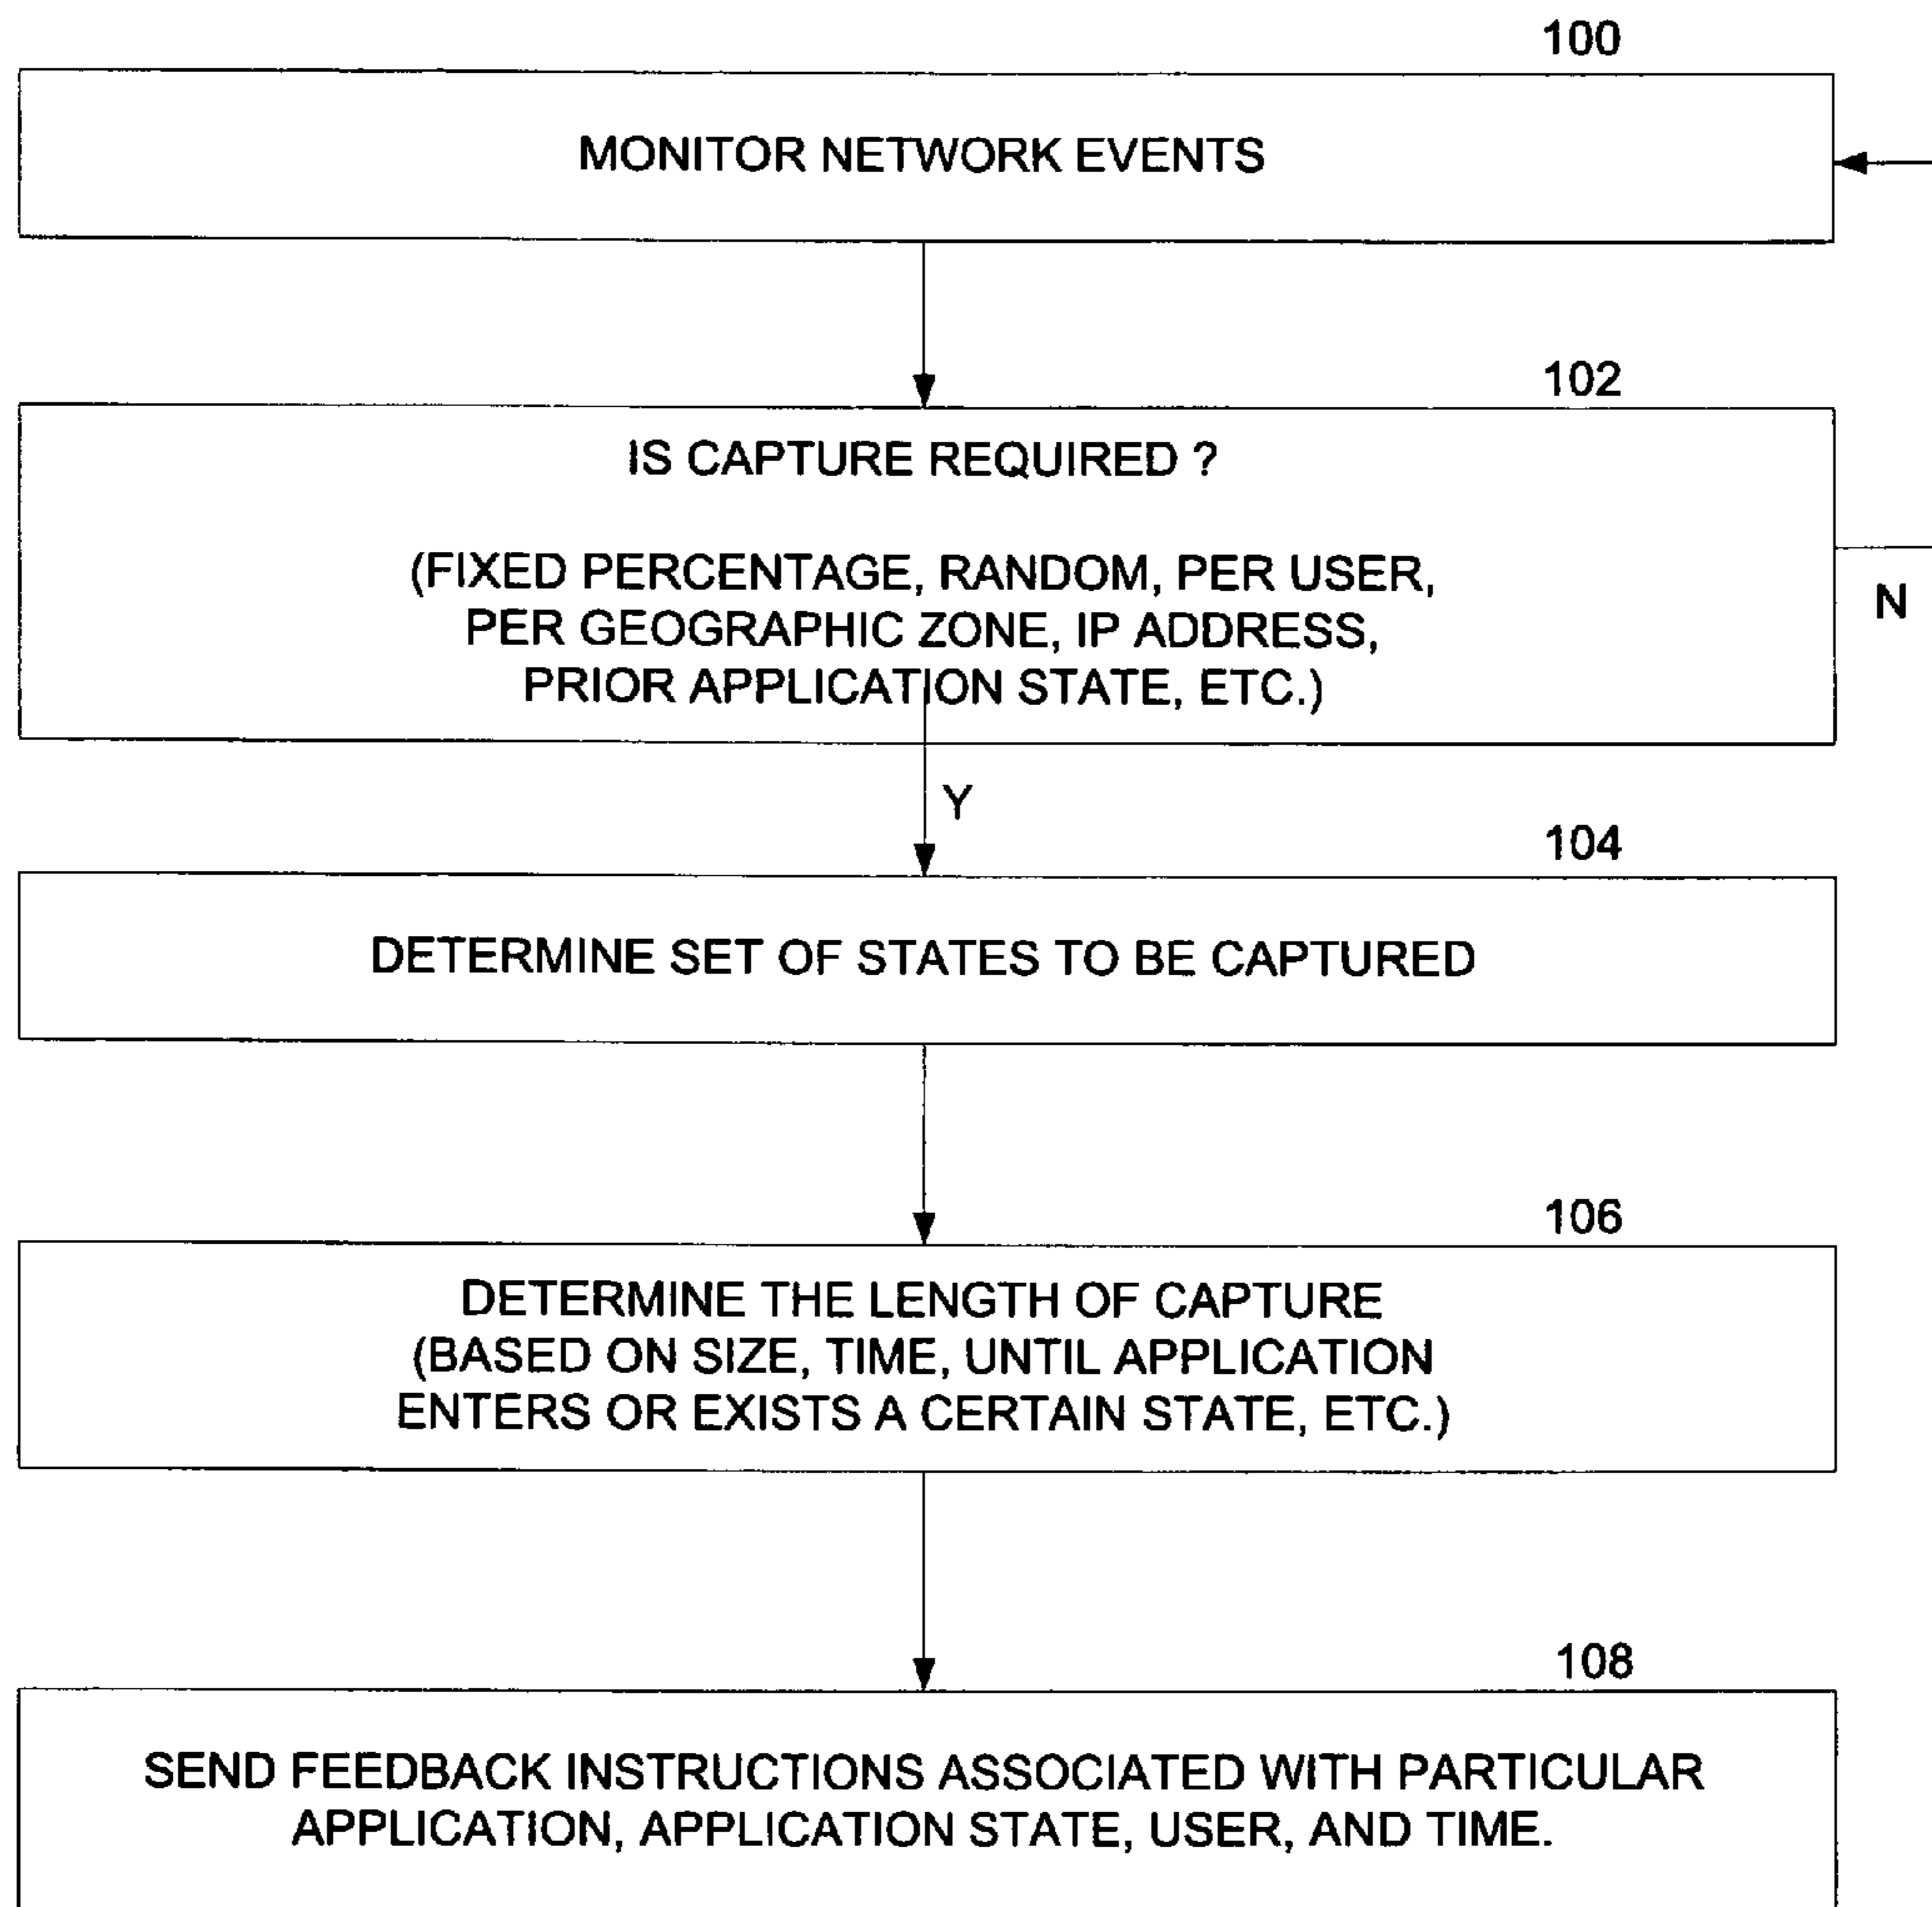 100
MONITOR NETWORK EVENTS
102
IS CAPTURE REQUIRED ?
(FIXED PERCENTAGE, RANDOM, PER USER,
PER GEOGRAPHIC ZONE, IP ADDRESS,
PRIOR APPLICATION STATE, ETC.)
N
Y
104
DETERMINE SET OF STATES TO BE CAPTURED
106
DETERMINE THE LENGTH OF CAPTURE
(BASED ON SIZE, TIME, UNTIL APPLICATION
ENTERS OR EXISTS A CERTAIN STATE, ETC.)
108
SEND FEEDBACK INSTRUCTIONS ASSOCIATED WITH PARTICULAR
APPLICATION, APPLICATION STATE, USER, AND TIME.